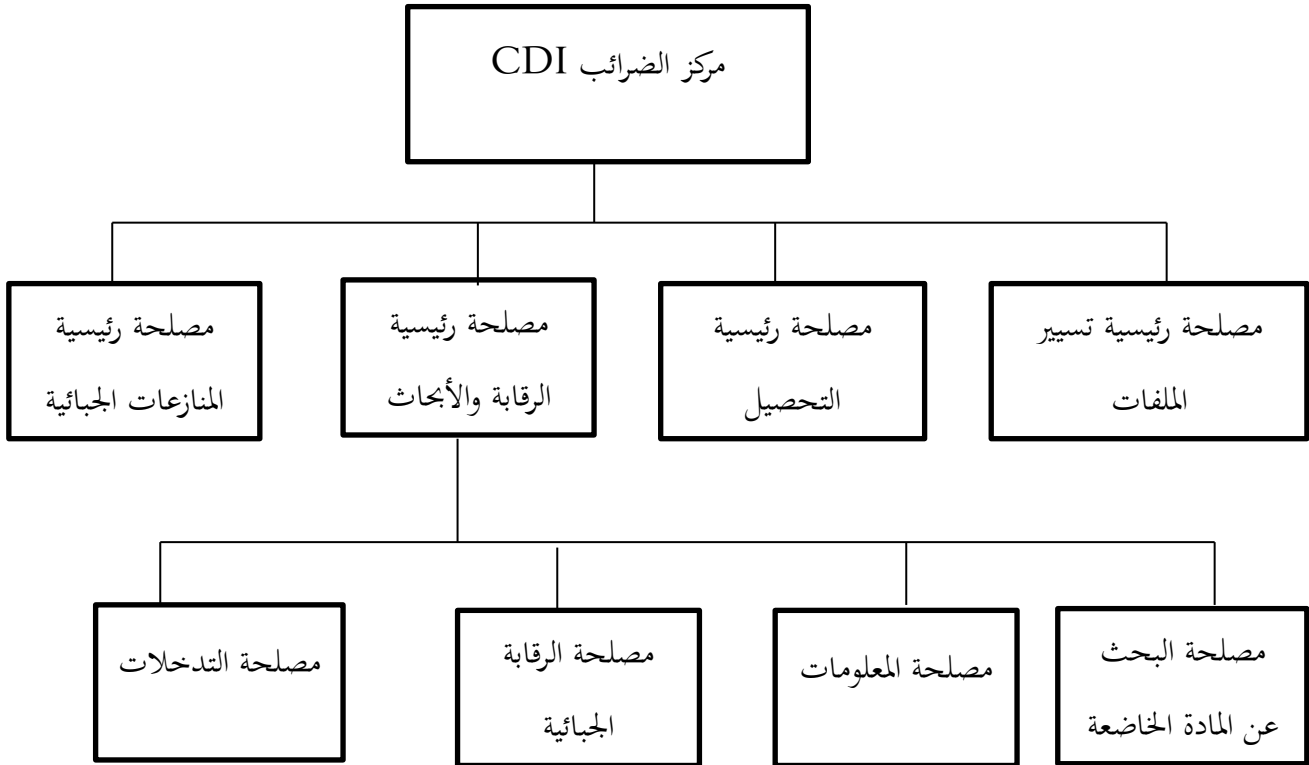 مركز الضرائب CDI
مصلحة رئيسية تسيير
الملفات
مصلحة رئيسية
التحصيل
مصلحة رئيسية
الرقابة والأبحاث
مصلحة رئيسية
المنازعات الجبائية
مصلحة البحث
عن المادة الخاضعة
مصلحة المعلومات
مصلحة الرقابة
الجبائية
مصلحة التدخلات